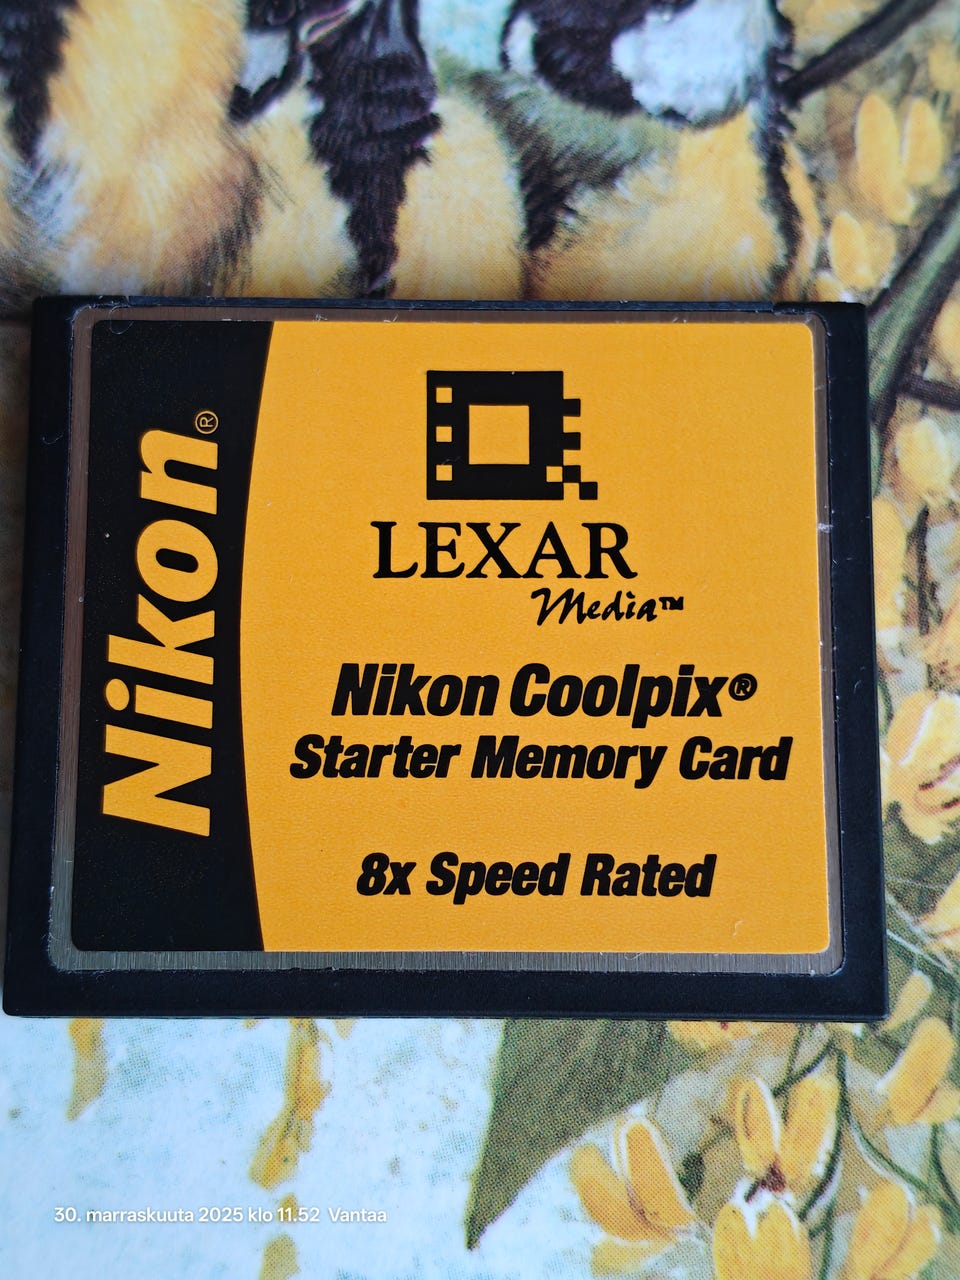 Nikon®
LEXAR
Media™
Nikon Coolpix®
Starter Memory Card
8x Speed Rated
30. marraskuuta 2025 klo 11.52 Vantaa